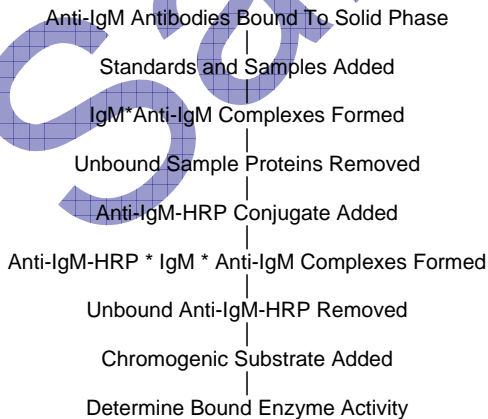 Anti-IgM Antibodies Bound To Solid Phase
Standards and Samples Added
IgM*Anti-IgM Complexes Formed
Unbound Sample Proteins Removed
Anti-IgM-HRP Conjugate Added
Anti-IgM-HRP * IgM * Anti-IgM Complexes Formed
Unbound Anti-IgM-HRP Removed
Chromogenic Substrate Added
Determine Bound Enzyme Activity